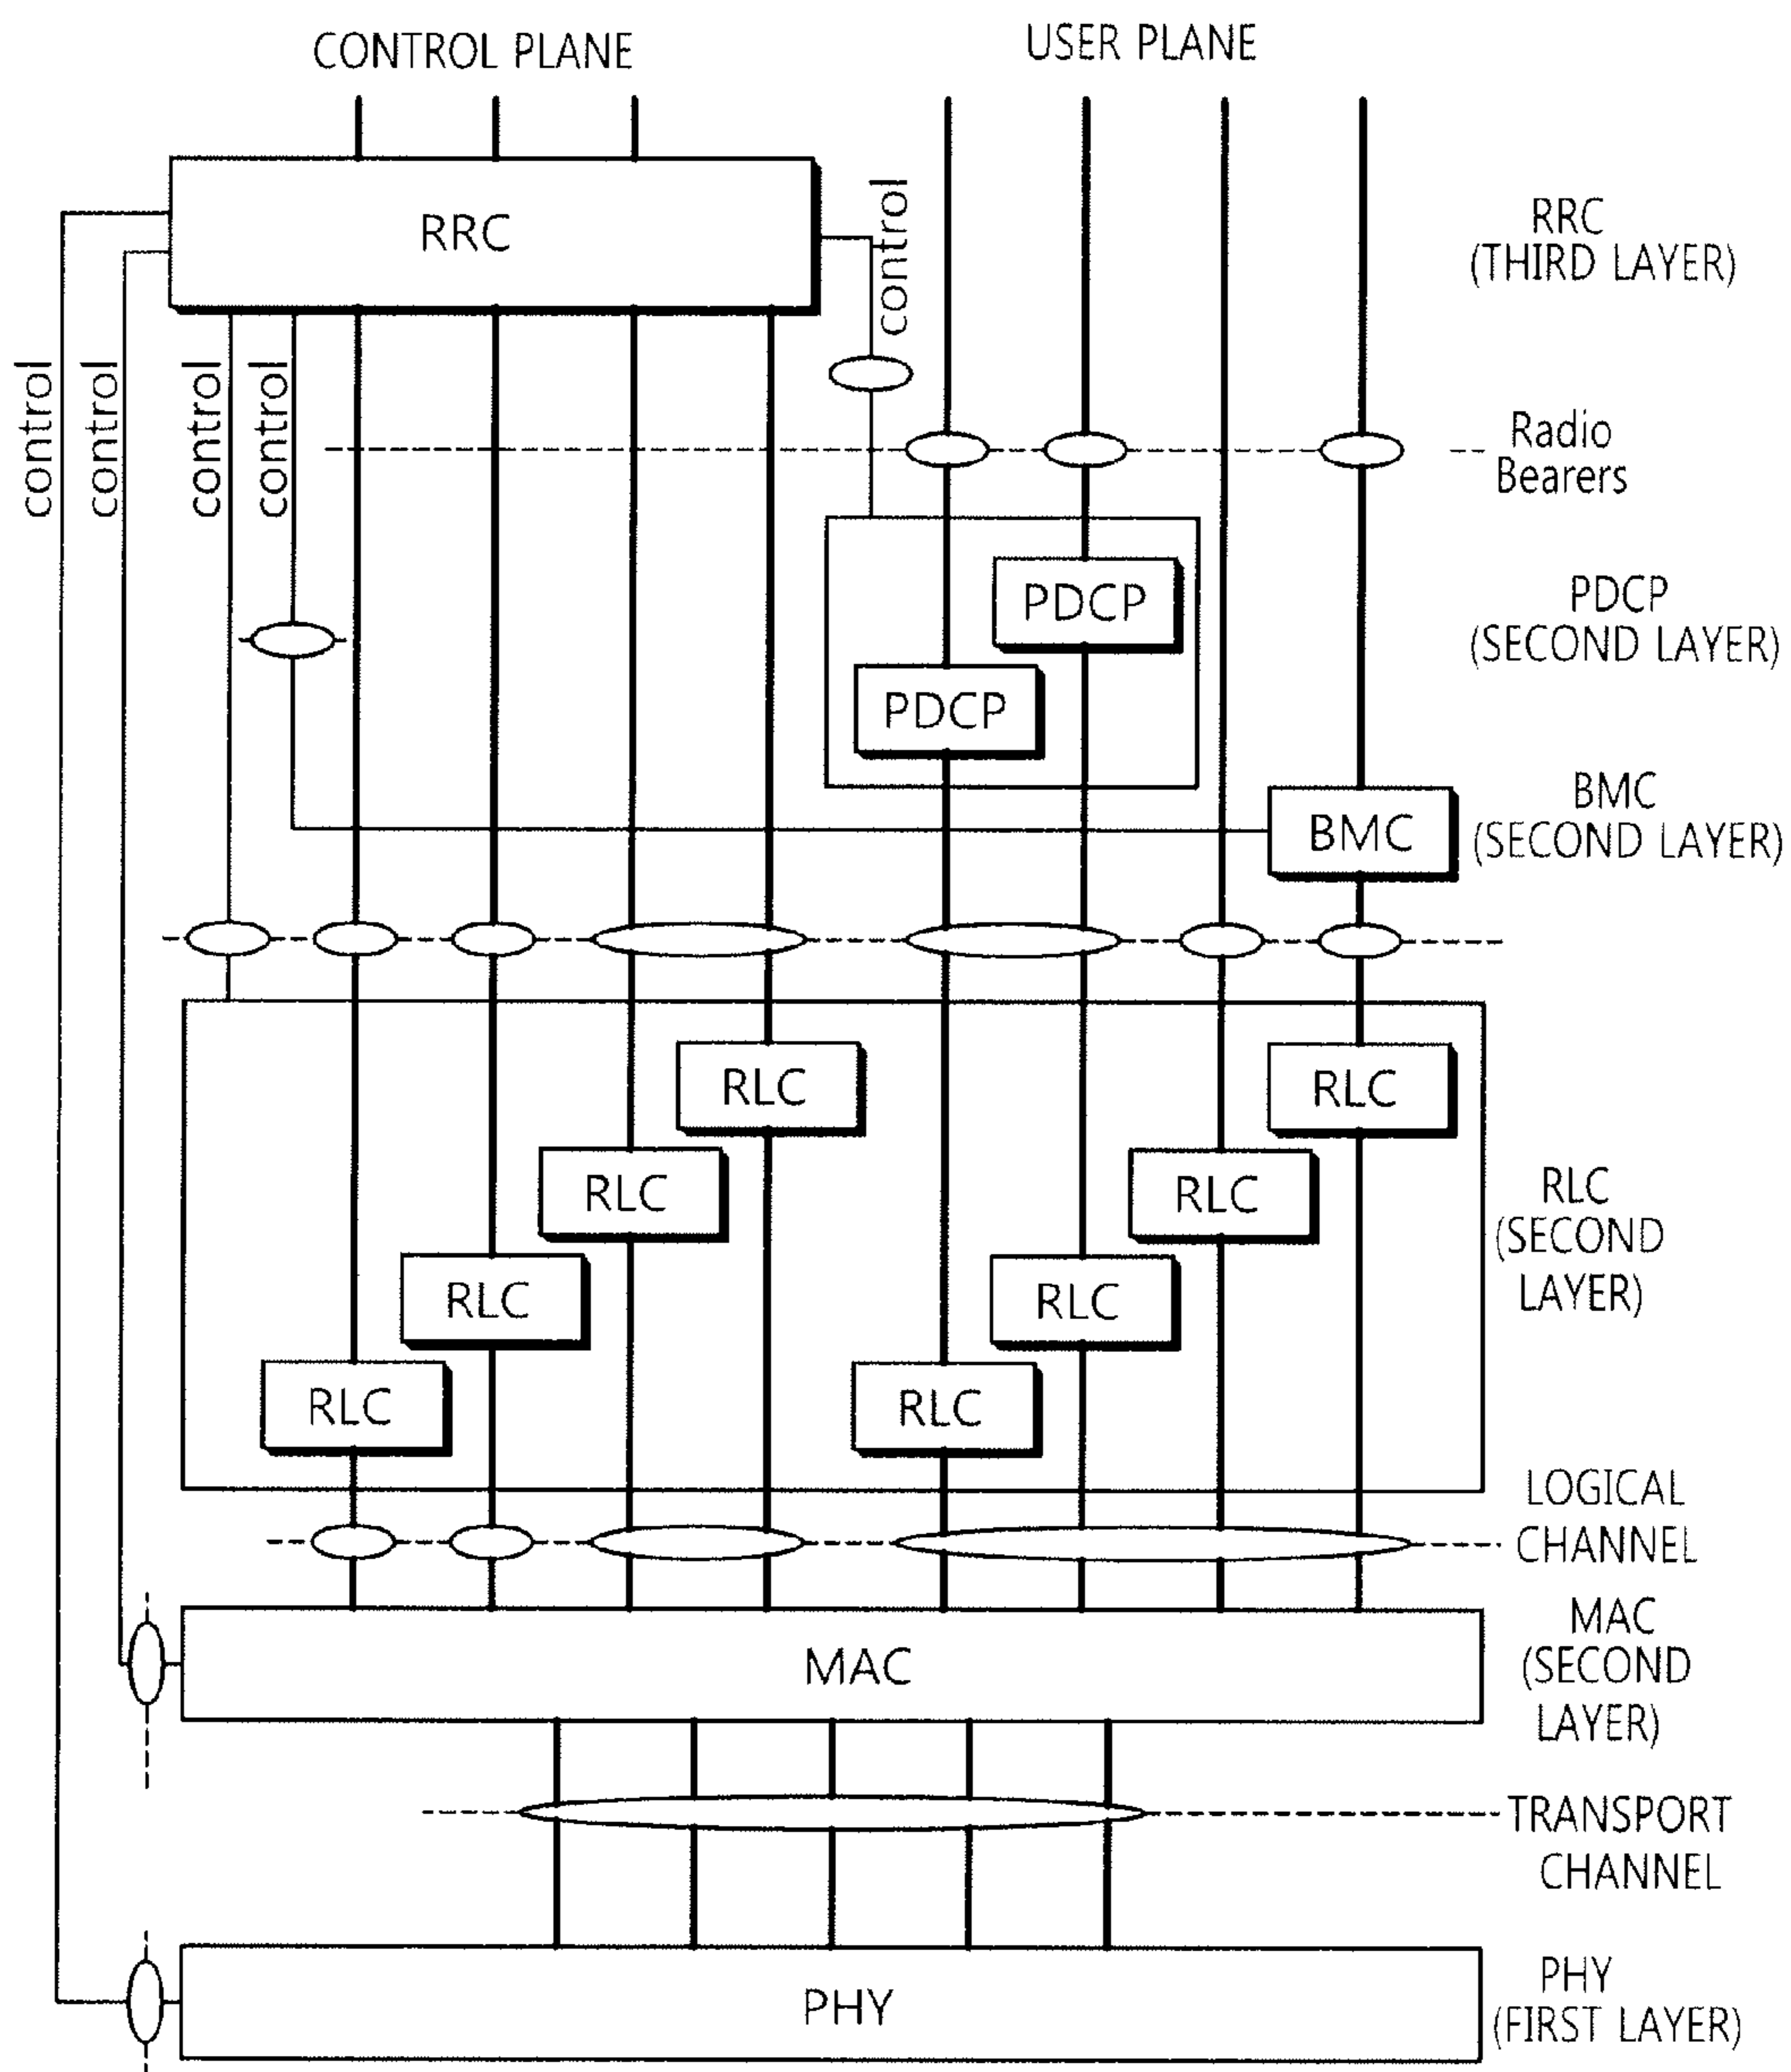 CONTROL PLANE
USER PLANE
RRC
control
RRC
(THIRD LAYER)
control
control
control
control
Radio
Bearers
PDCP
PDCP
(SECOND LAYER)
PDCP
BMC
BMC
(SECOND LAYER)
RLC
RLC
RLC
RLC
RLC
(SECOND
LAYER)
RLC
RLC
RLC
RLC
LOGICAL
CHANNEL
MAC
MAC
(SECOND
LAYER)
TRANSPORT
CHANNEL
PHY
PHY
(FIRST LAYER)